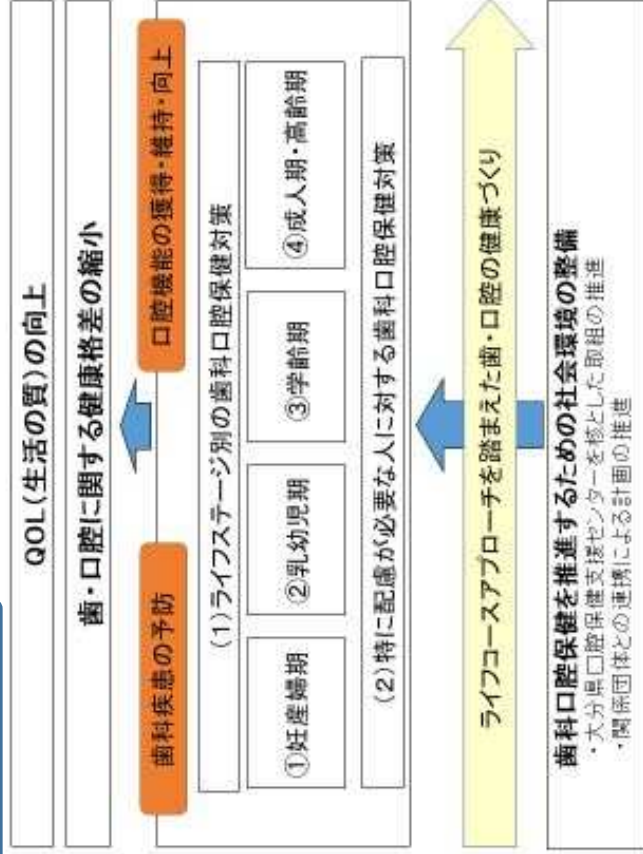 QOL(生活の質)の向上
歯・口腔に関する健康格差の縮小
歯科疾患の予防
口腔機能の獲得・維持・向上
(1)ライフステージ別の歯科口腔保健対策
①妊産婦期
②乳幼児期
③学齢期
④成人期・高齢期
(2)特に配慮が必要な人に対する歯科口腔保健対策
ライフコースアプローチを踏まえた歯・口腔の健康づくり
歯科口腔保健を推進するための社会環境の整備
・大分県口腔保健支援センターを核とした取組の推進
・関係団体との連携による計画の推進